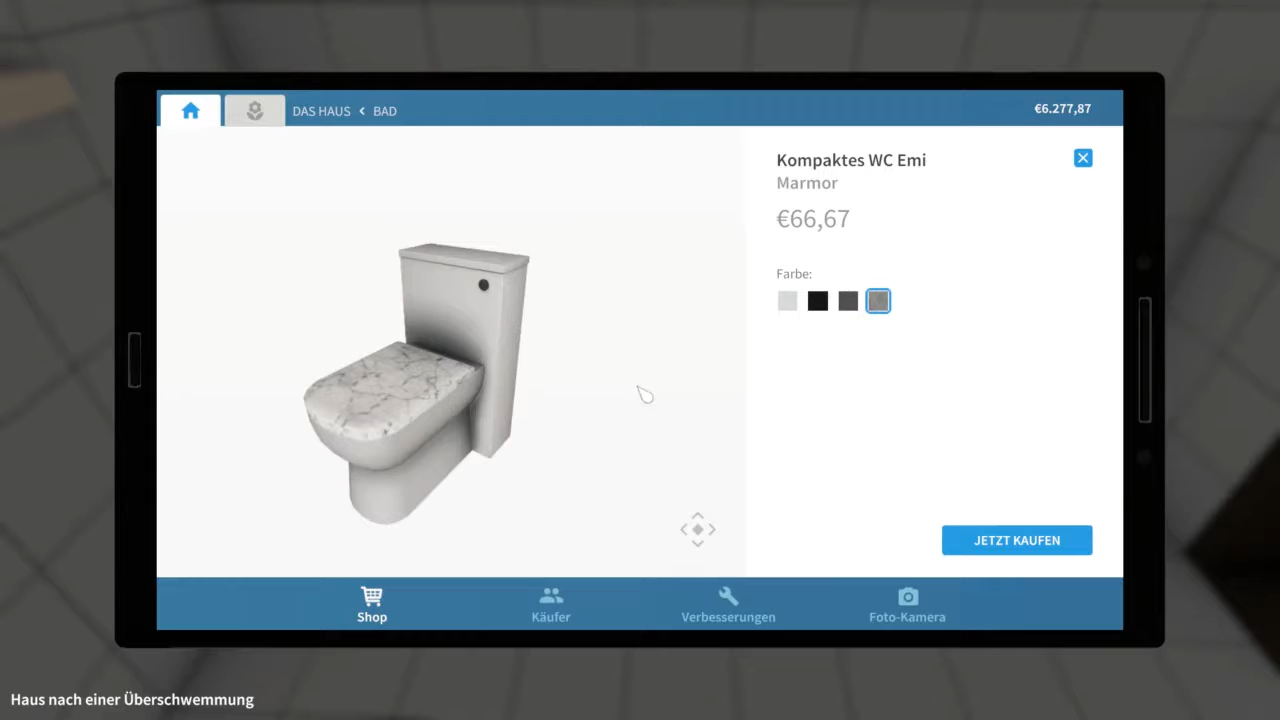 DAS HAUS < BAD
€6.277,87
Kompaktes WC Emi
Marmor
€66,67
Farbe:
JETZT KAUFEN
Shop
Käufer
Verbesserungen
Foto-Kamera
Haus nach einer Überschwemmung